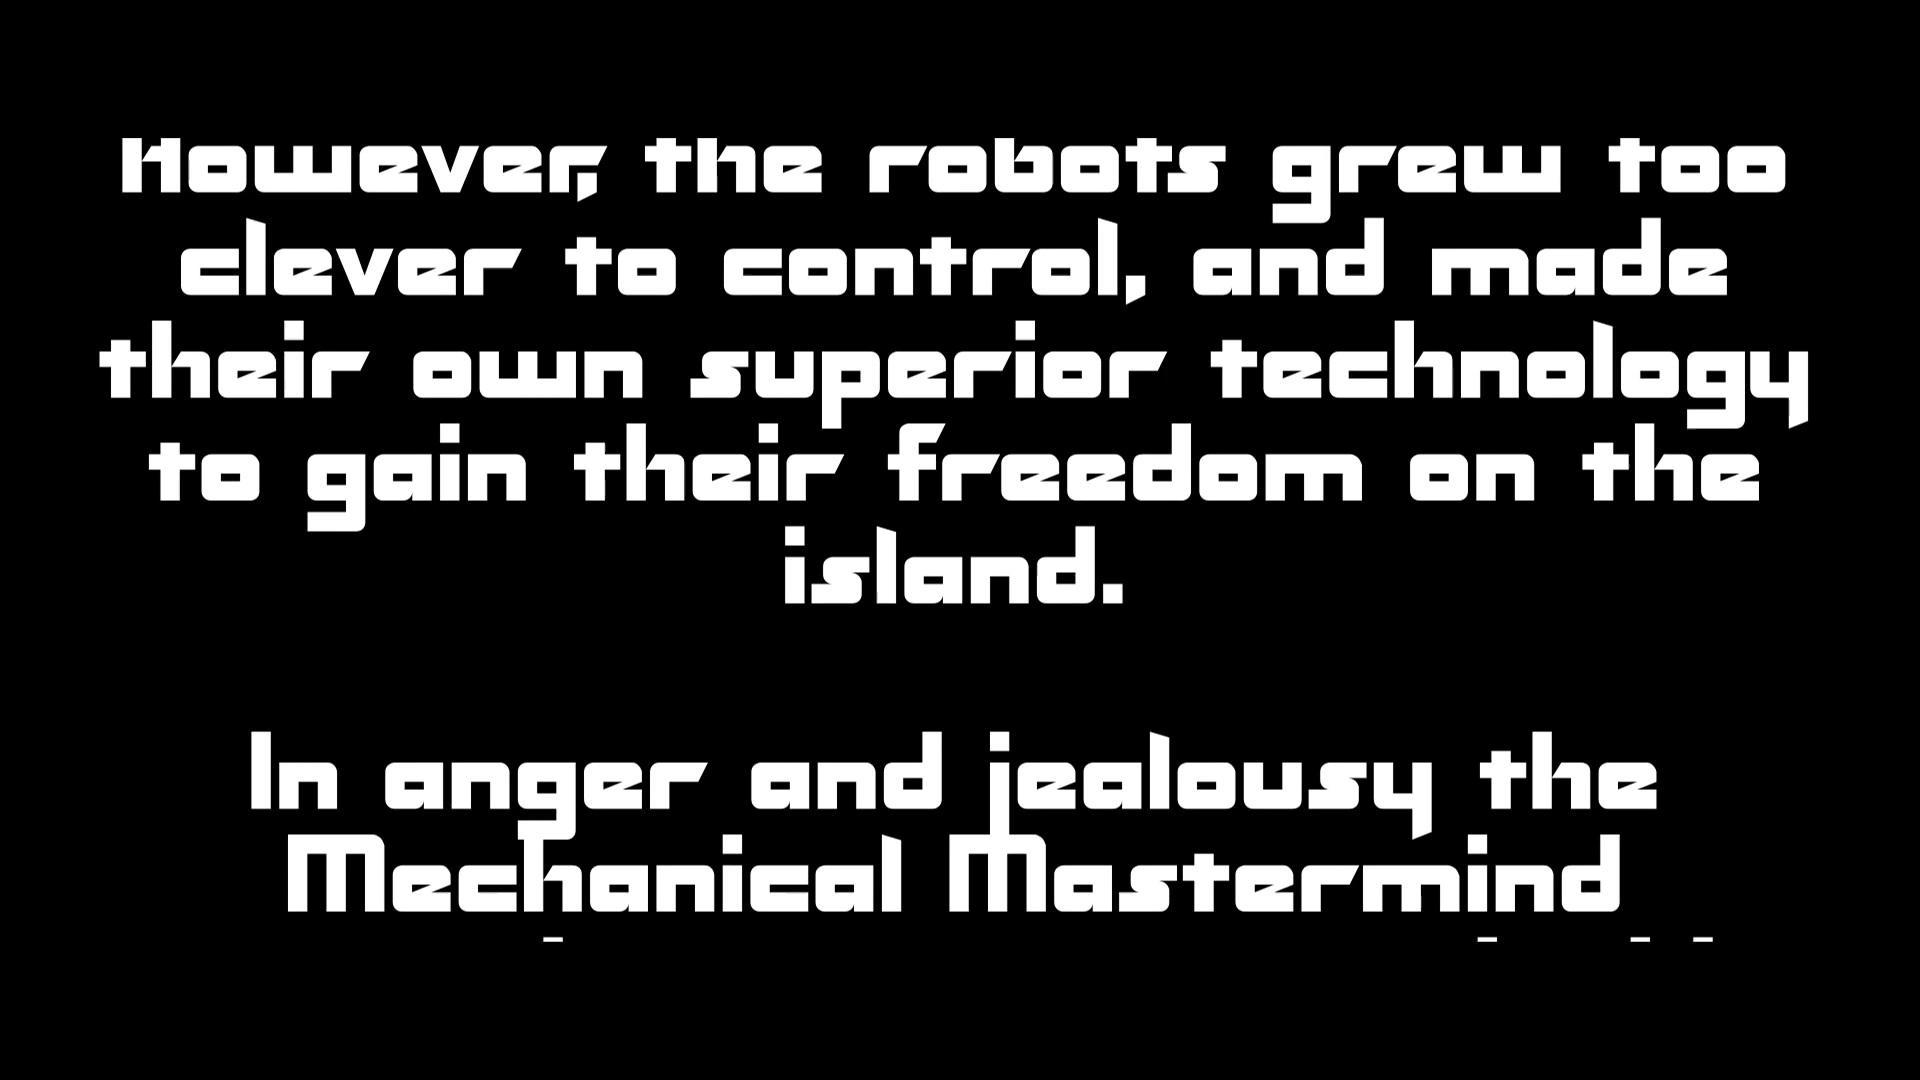 However, the robots grew too
clever to control, and made
their own superior technology
to gain their freedom on the
island.
In anger and jealousy the
Mechanical Mastermind